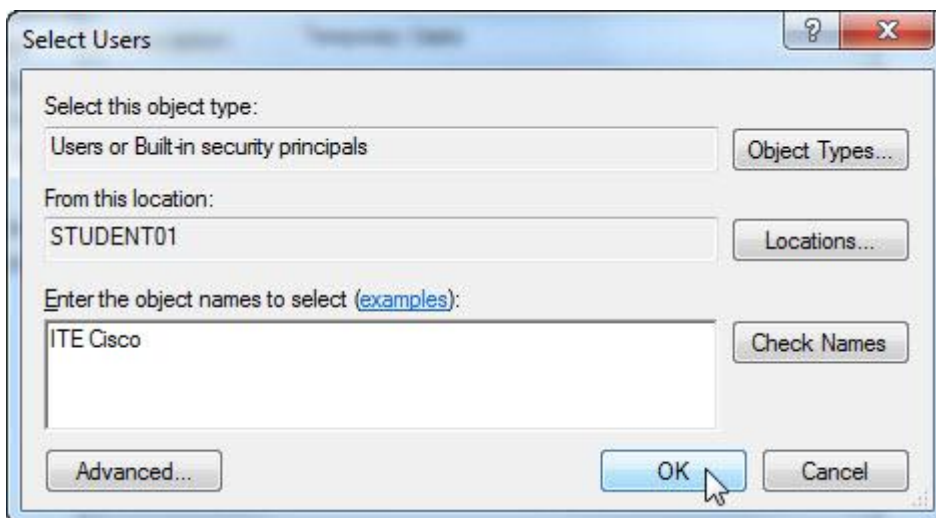 Select Users
Select this object type:
Users or Built-in security principals
Object Types...
From this location:
STUDENT01
Locations...
Enter the object names to select (examples):
ITE Cisco
Check Names
Advanced...
OK
Cancel